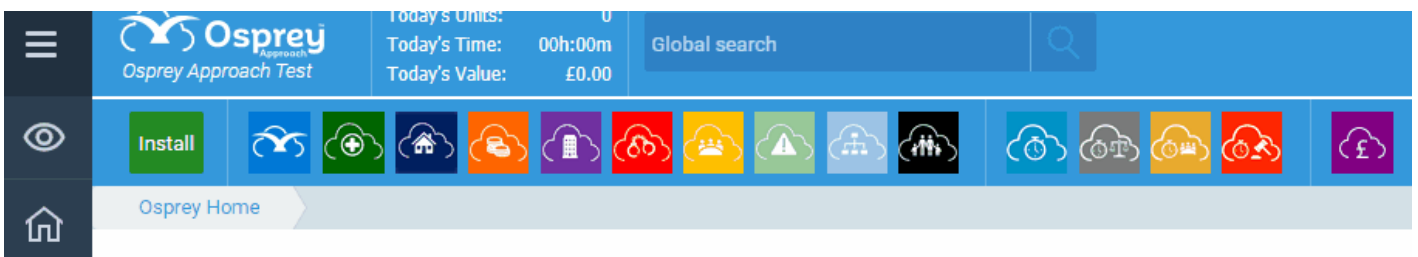 Osprey
Approach
Osprey Approach Test
Today's Units: 0
Today's Time: 00h:00m
Today's Value: £0.00
Global search
Install
£
Osprey Home